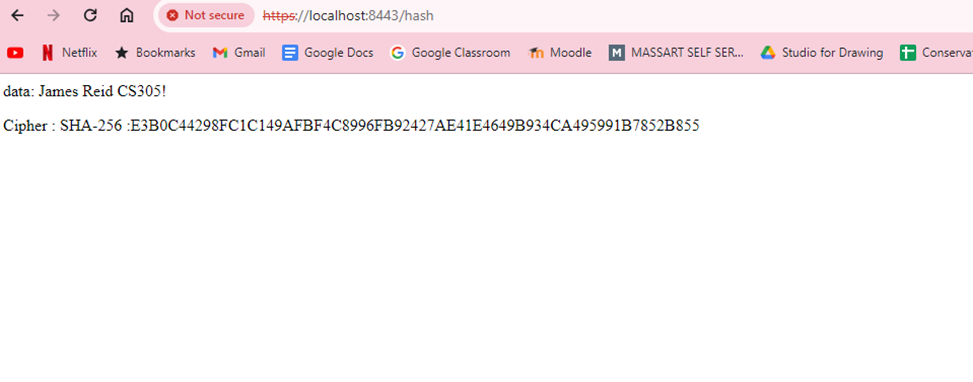 Not secure https://localhost:8443/hash
Netflix Bookmarks Gmail Google Docs Google Classroom Moodle M MASSART SELF SER... Studio for Drawing Conserva
data: James Reid CS305!
Cipher : SHA-256 :E3B0C44298FC1C149AFBF4C8996FB92427AE41E4649B934CA495991B7852B855